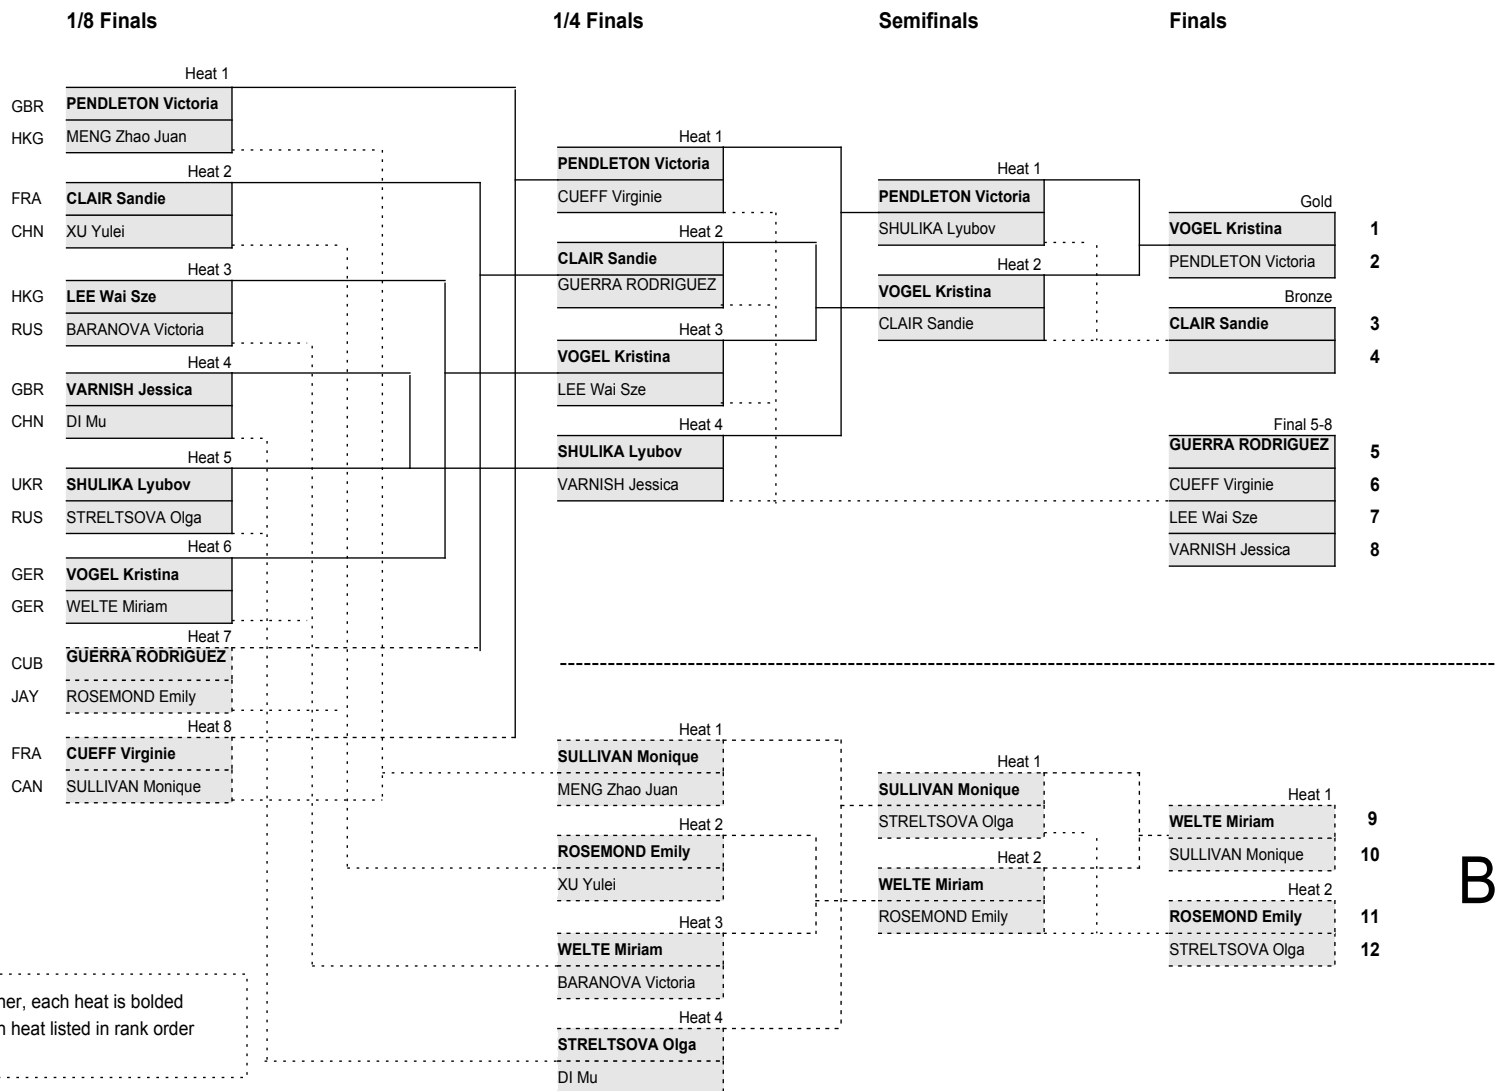 1/8 Finals
1/4 Finals
Semifinals
Finals
Heat 1
GBR PENDLETON Victoria
HKG MENG Zhao Juan
Heat 2
FRA CLAIR Sandie
CHN XU Yulei
Heat 3
HKG LEE Wai Sze
RUS BARANOVA Victoria
Heat 4
GBR VARNISH Jessica
CHN DI Mu
Heat 5
UKR SHULIKA Lyubov
RUS STRELTSOVA Olga
Heat 6
GER VOGEL Kristina
GER WELTE Miriam
Heat 7
CUB GUERRA RODRIGUEZ
JAY ROSEMOND Emily
Heat 8
FRA CUEFF Virginie
CAN SULLIVAN Monique
Heat 1
PENDLETON Victoria
CUEFF Virginie
Heat 2
CLAIR Sandie
GUERRA RODRIGUEZ
Heat 3
VOGEL Kristina
LEE Wai Sze
Heat 4
SHULIKA Lyubov
VARNISH Jessica
Heat 1
PENDLETON Victoria
SHULIKA Lyubov
Heat 2
VOGEL Kristina
CLAIR Sandie
Gold
VOGEL Kristina 1
PENDLETON Victoria 2
Bronze
CLAIR Sandie 3
4
Final 5-8
GUERRA RODRIGUEZ 5
CUEFF Virginie 6
LEE Wai Sze 7
VARNISH Jessica 8
Heat 1
SULLIVAN Monique
MENG Zhao Juan
Heat 2
ROSEMOND Emily
XU Yulei
Heat 3
WELTE Miriam
BARANOVA Victoria
Heat 4
STRELTSOVA Olga
DI Mu
Heat 1
SULLIVAN Monique
STRELTSOVA Olga
Heat 2
WELTE Miriam
ROSEMOND Emily
Heat 1
WELTE Miriam 9
SULLIVAN Monique 10
Heat 2
ROSEMOND Emily 11
STRELTSOVA Olga 12
B
ner, each heat is bolded
n heat listed in rank order